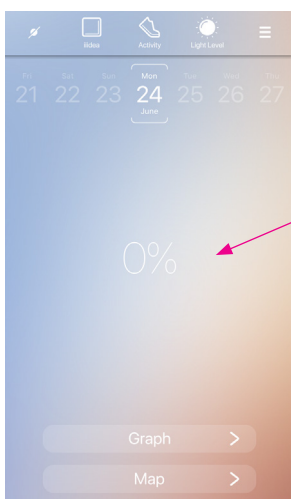 iiidea Activity Light Level
Fri Sat Sun Mon Tue Wed Thu
21 22 23 24 25 26 27
June
0%
Graph
Map